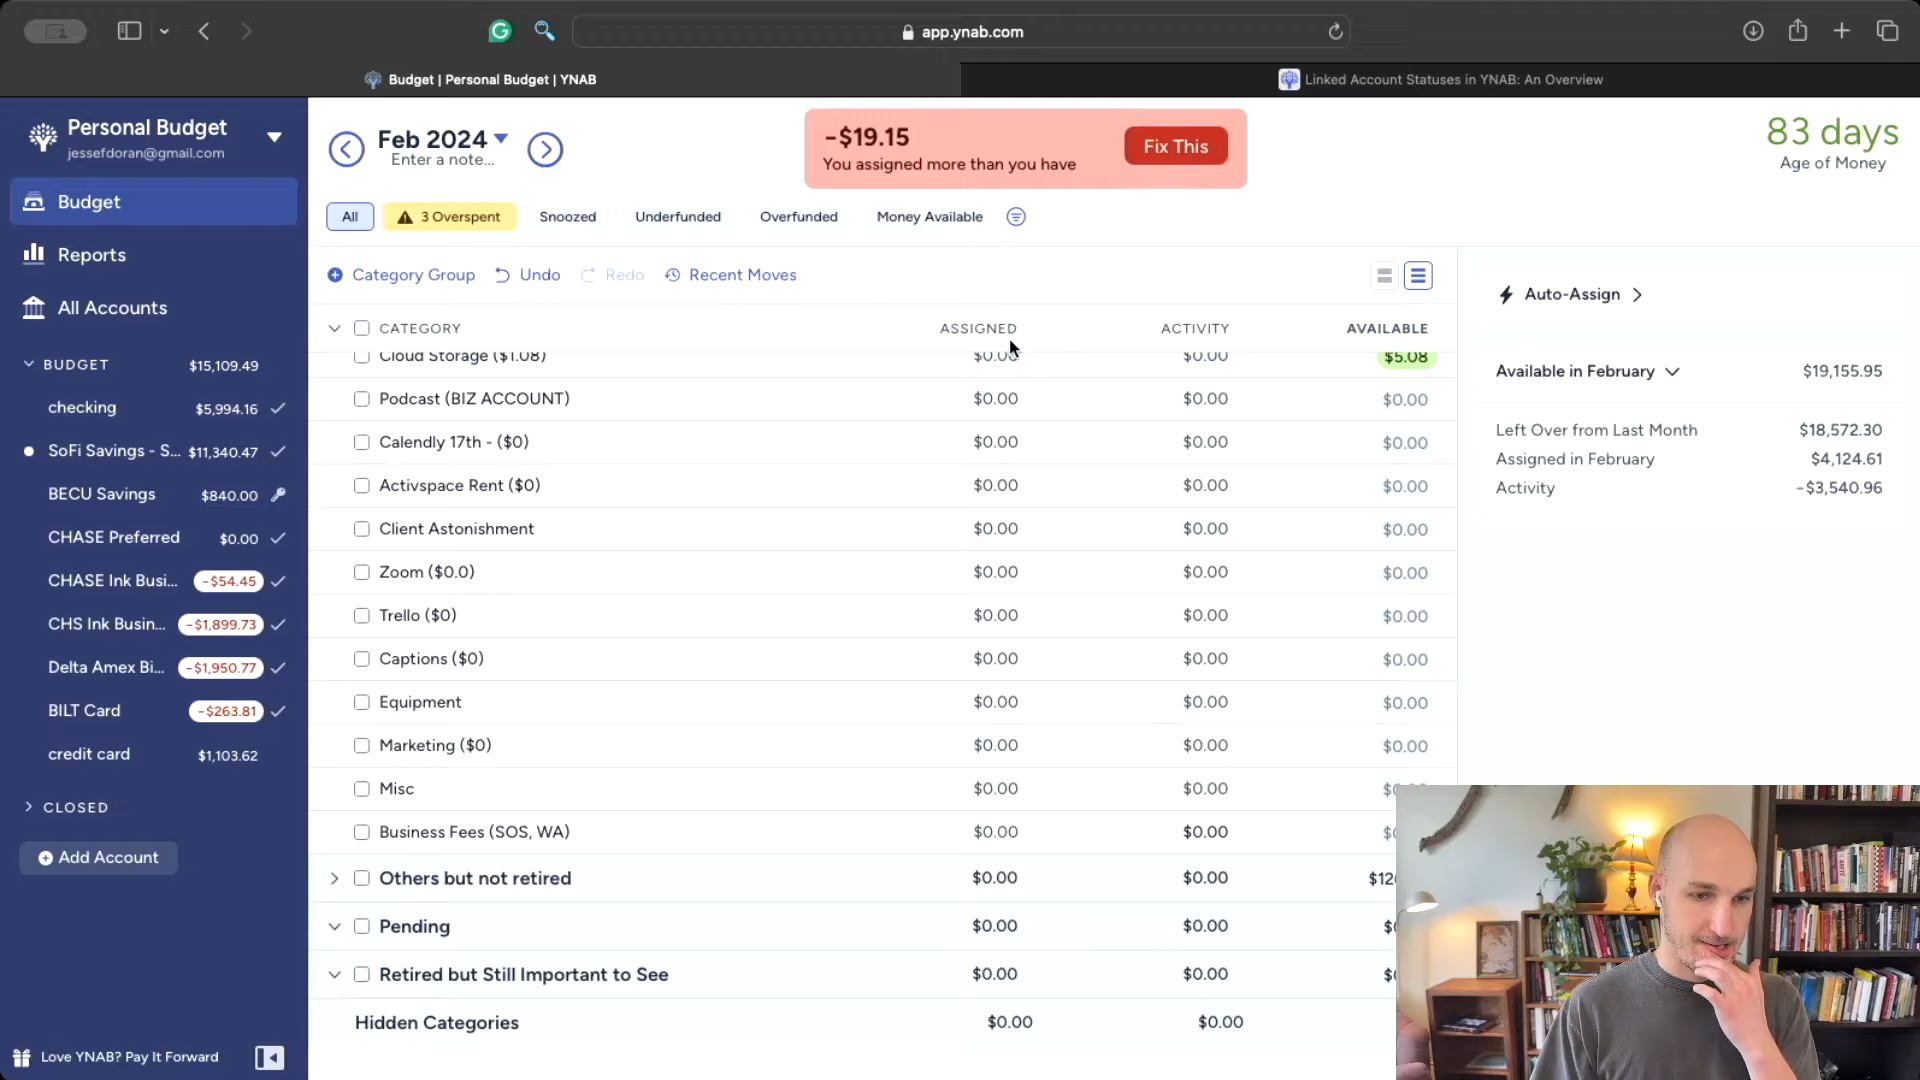 app.ynab.com
Budget | Personal Budget | YNAB
Linked Account Statuses in YNAB: An Overview
Personal Budget
jessefdoran@gmail.com
Budget
Reports
All Accounts
BUDGET $15,109.49
checking $5,994.16
SoFi Savings - S... $11,340.47
BECU Savings $840.00
CHASE Preferred $0.00
CHASE Ink Busi... -$54.45
CHS Ink Busin... -$1,899.73
Delta Amex Bi... -$1,950.77
BILT Card -$263.81
credit card $1,103.62
CLOSED
Add Account
Love YNAB? Pay It Forward
Feb 2024
Enter a note...
-$19.15
You assigned more than you have
Fix This
83 days
Age of Money
All
3 Overspent
Snoozed
Underfunded
Overfunded
Money Available
Category Group
Undo
Redo
Recent Moves
CATEGORY ASSIGNED ACTIVITY AVAILABLE
Cloud Storage ($1.08) $0.00 $0.00 $5.08
Podcast (BIZ ACCOUNT) $0.00 $0.00 $0.00
Calendly 17th - ($0) $0.00 $0.00 $0.00
Activspace Rent ($0) $0.00 $0.00 $0.00
Client Astonishment $0.00 $0.00 $0.00
Zoom ($0.0) $0.00 $0.00 $0.00
Trello ($0) $0.00 $0.00 $0.00
Captions ($0) $0.00 $0.00 $0.00
Equipment $0.00 $0.00 $0.00
Marketing ($0) $0.00 $0.00 $0.00
Misc $0.00 $0.00
Business Fees (SOS, WA) $0.00 $0.00
Others but not retired $0.00 $0.00
Pending $0.00 $0.00
Retired but Still Important to See $0.00 $0.00
Hidden Categories $0.00 $0.00
Auto-Assign
Available in February $19,155.95
Left Over from Last Month $18,572.30
Assigned in February $4,124.61
Activity -$3,540.96